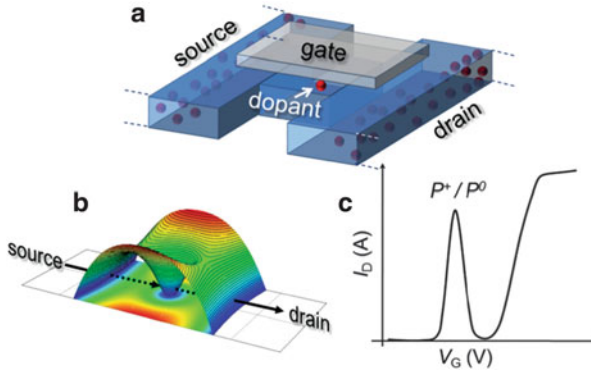 a
source
gate
dopant
drain
b
source
drain
c
P⁺ / P⁰
I_D (A)
V_G (V)